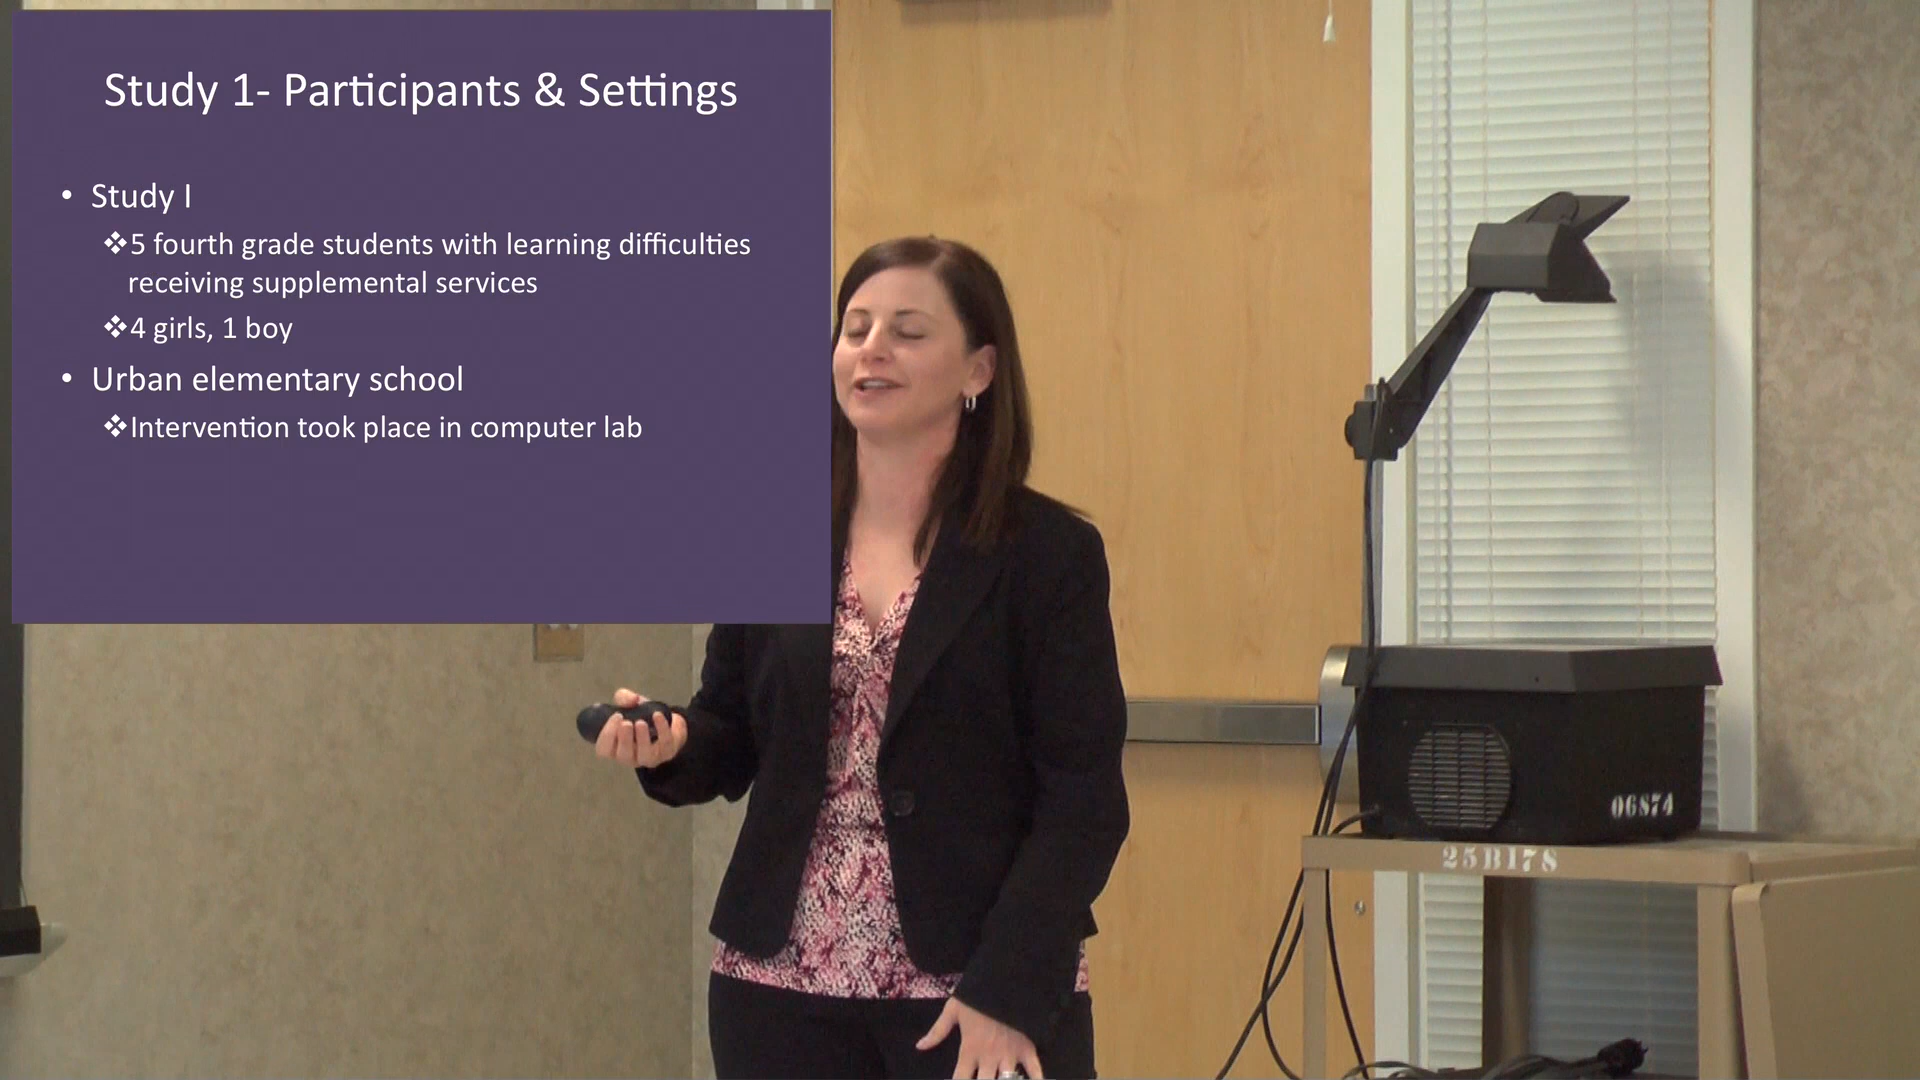 Study 1- Participants & Settings
• Study I
❖5 fourth grade students with learning difficulties
receiving supplemental services
❖4 girls, 1 boy
• Urban elementary school
❖Intervention took place in computer lab
06874
25B178